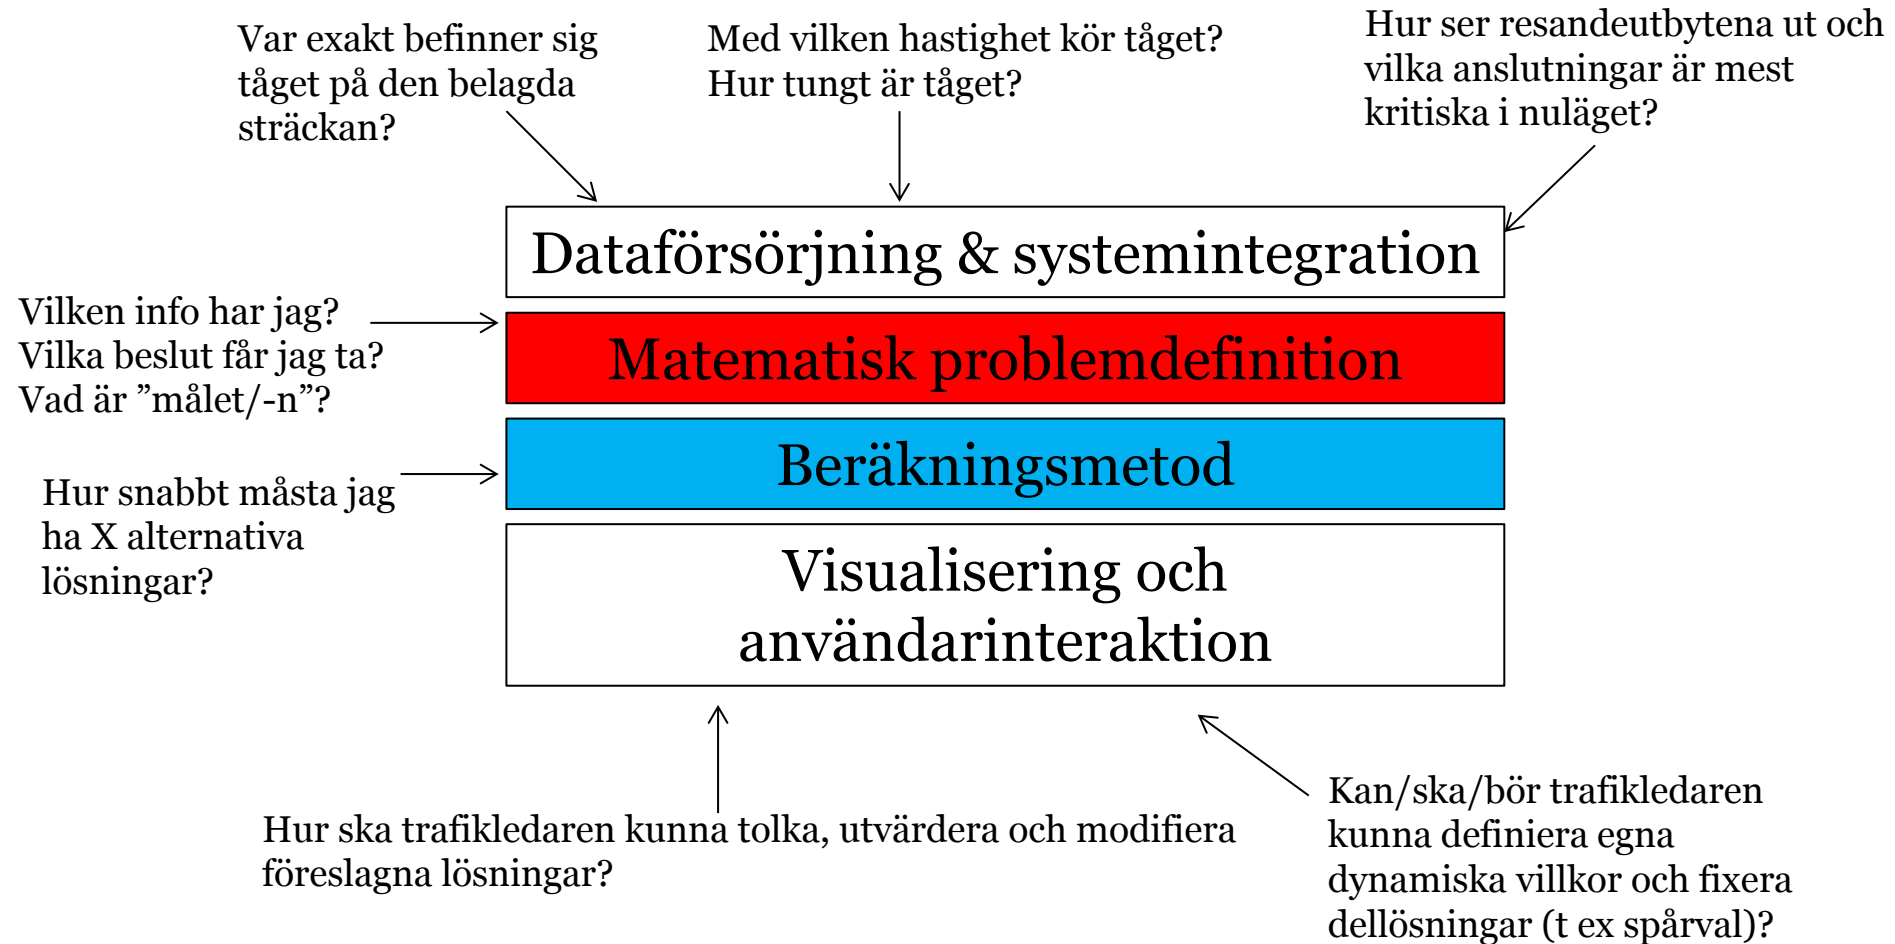 Var exakt befinner sig
tåget på den belagda
sträckan?
Med vilken hastighet kör tåget?
Hur tungt är tåget?
Hur ser resandeutbytena ut och
vilka anslutningar är mest
kritiska i nuläget?
Dataförsörjning & systemintegration
Vilken info har jag?
Vilka beslut får jag ta?
Vad är ”målet/-n”?
Matematisk problemdefinition
Beräkningsmetod
Hur snabbt måsta jag
ha X alternativa
lösningar?
Visualisering och
användarinteraktion
Hur ska trafikledaren kunna tolka, utvärdera och modifiera
föreslagna lösningar?
Kan/ska/bör trafikledaren
kunna definiera egna
dynamiska villkor och fixera
dellösningar (t ex spårval)?